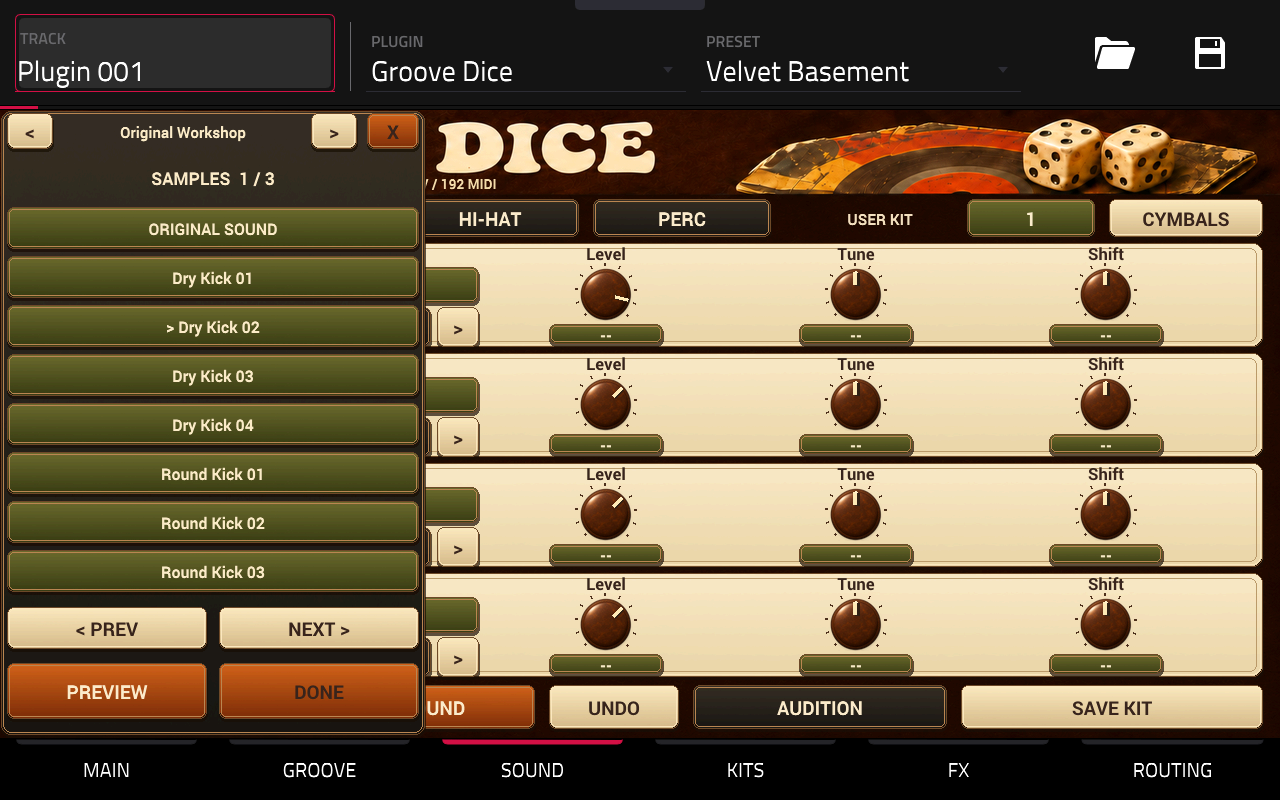 TRACK
Plugin 001
PLUGIN
Groove Dice
PRESET
Velvet Basement
<
Original Workshop
>
X
SAMPLES 1 / 3
ORIGINAL SOUND
Dry Kick 01
> Dry Kick 02
Dry Kick 03
Dry Kick 04
Round Kick 01
Round Kick 02
Round Kick 03
< PREV
NEXT >
PREVIEW
DONE
DICE
/ 192 MIDI
HI-HAT
PERC
USER KIT
1
CYMBALS
Level
Tune
Shift
>
--
--
--
Level
Tune
Shift
>
--
--
--
Level
Tune
Shift
>
--
--
--
Level
Tune
Shift
>
--
--
--
UND
UNDO
AUDITION
SAVE KIT
MAIN
GROOVE
SOUND
KITS
FX
ROUTING